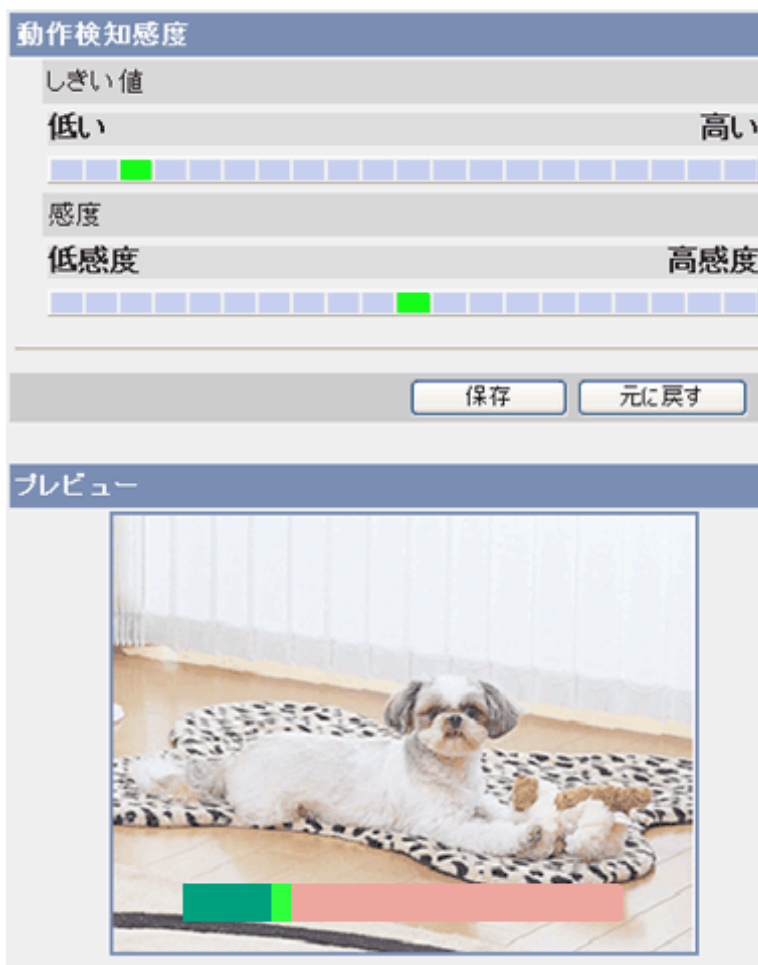 動作検知感度
しきい値
低い 高い
感度
低感度 高感度
保存 元に戻す
プレビュー